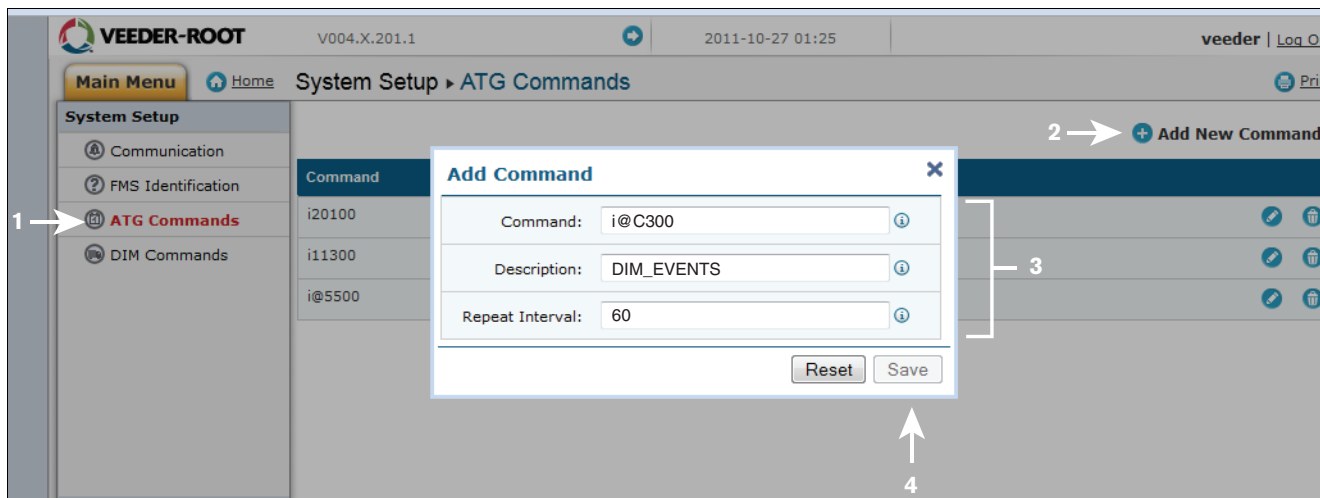 VEEDER-ROOT V004.X.201.1 2011-10-27 01:25 veeder | Log O
Main Menu Home System Setup ▸ ATG Commands Pri
System Setup
2 Add New Command
Communication
Command
Add Command
FMS Identification
1 ATG Commands
i20100
Command: i@C300
DIM Commands
i11300
Description: DIM_EVENTS
3
i@5500
Repeat Interval: 60
Reset Save
4